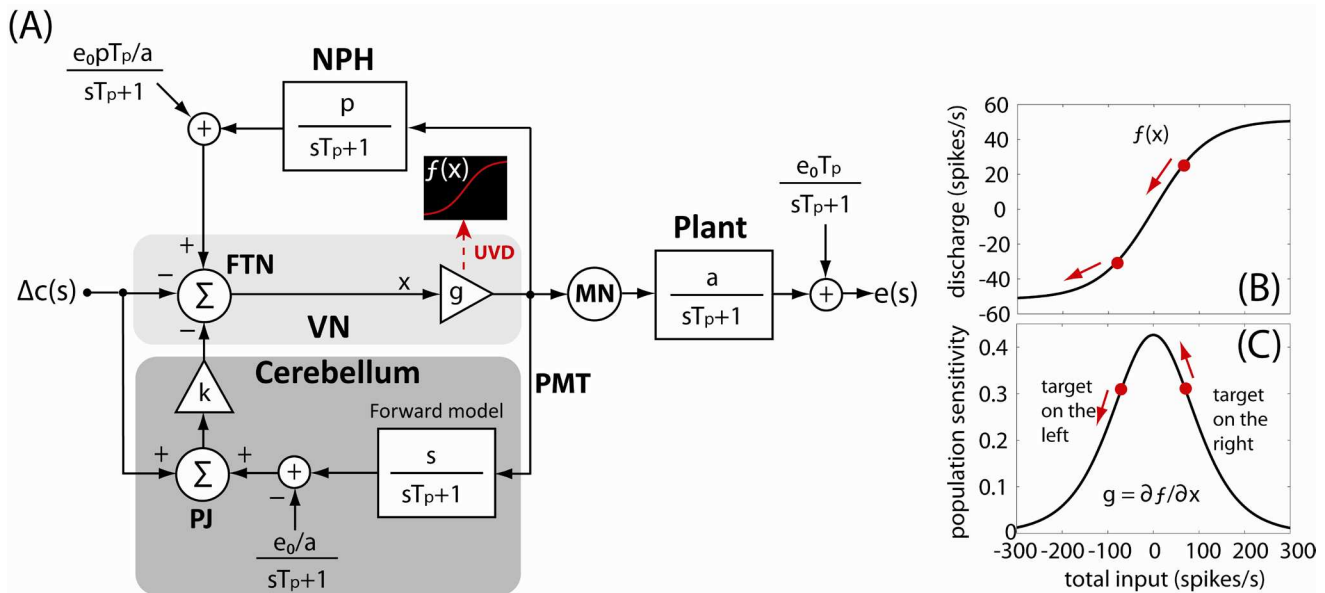 (A)
e₀pTₚ/a
sTₚ+1
NPH
p
sTₚ+1
+
f(x)
UVD
+
−
FTN
Σ
−
VN
x
g
Δc(s)
MN
Plant
a
sTₚ+1
e₀Tₚ
sTₚ+1
+
e(s)
PMT
Cerebellum
k
Forward model
s
sTₚ+1
+
Σ
+
PJ
+
−
e₀/a
sTₚ+1
discharge (spikes/s)
60
40
20
0
-20
-40
-60
f(x)
(B)
population sensitivity
0.4
0.3
0.2
0.1
0
(C)
target
on the
left
target
on the
right
g = ∂f/∂x
-300 -200 -100 0 100 200 300
total input (spikes/s)